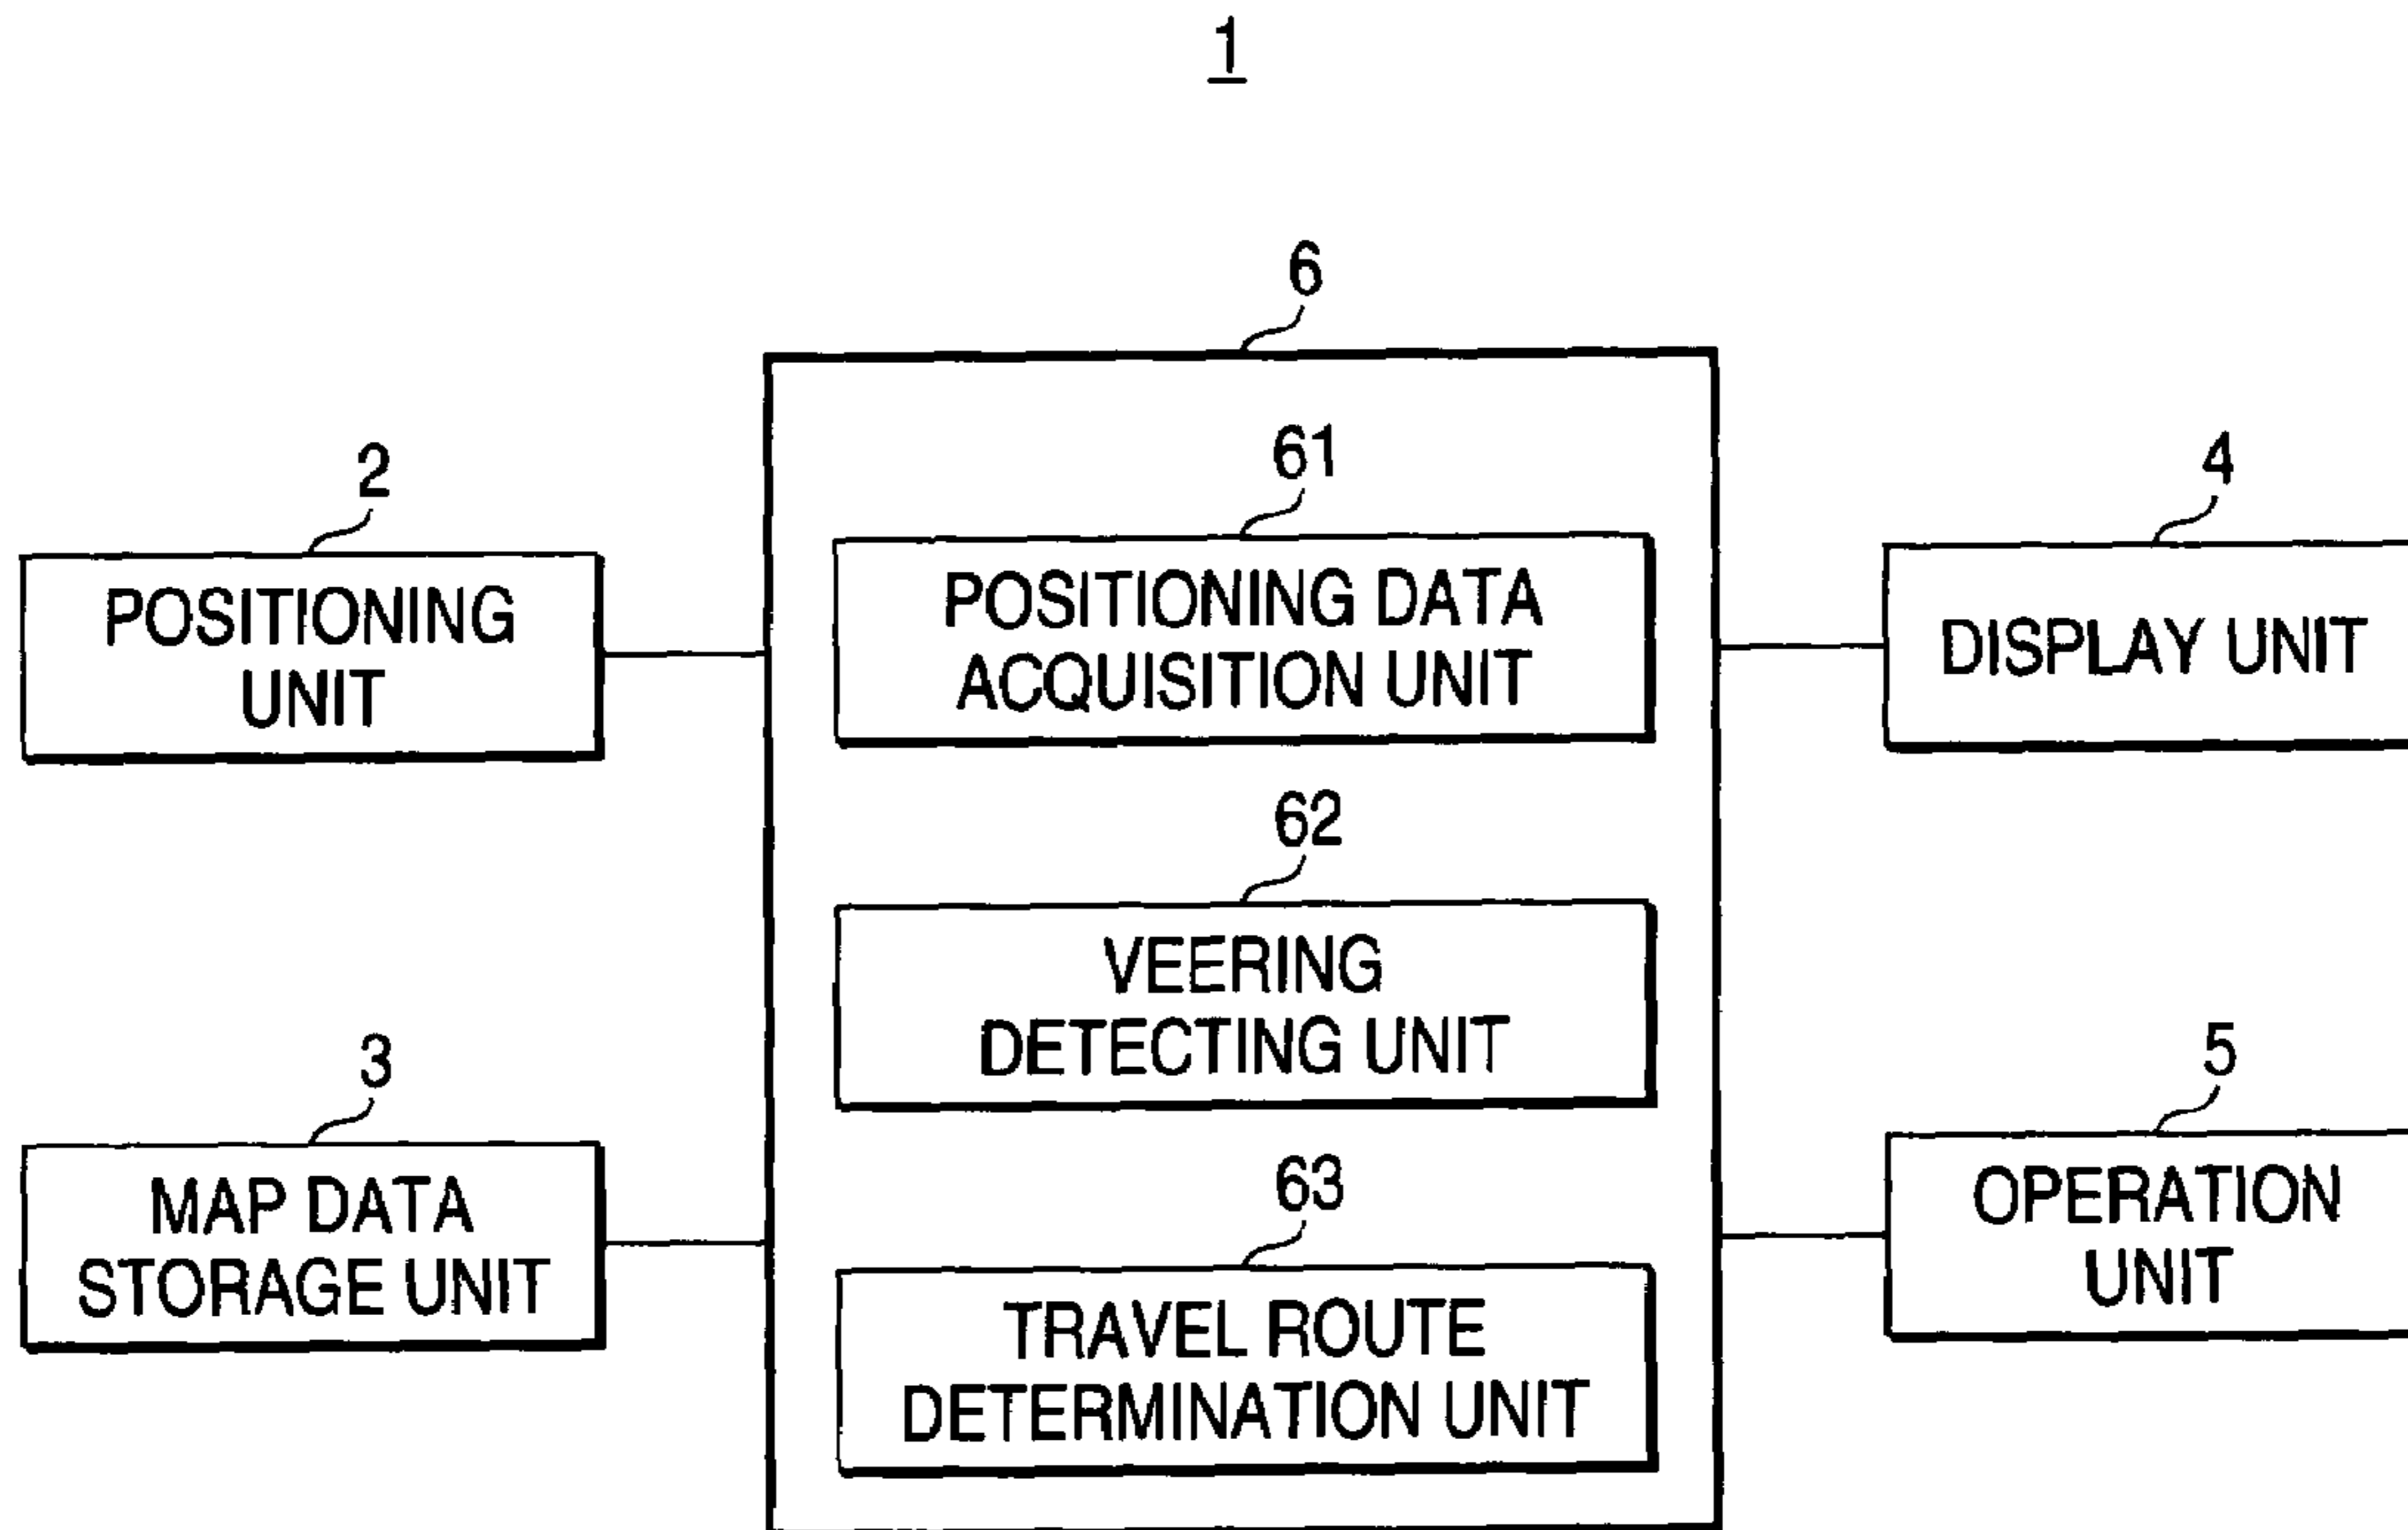 1
6
2
POSITIONING
UNIT
61
POSITIONING DATA
ACQUISITION UNIT
4
DISPLAY UNIT
62
VEERING
DETECTING UNIT
3
MAP DATA
STORAGE UNIT
63
TRAVEL ROUTE
DETERMINATION UNIT
5
OPERATION
UNIT